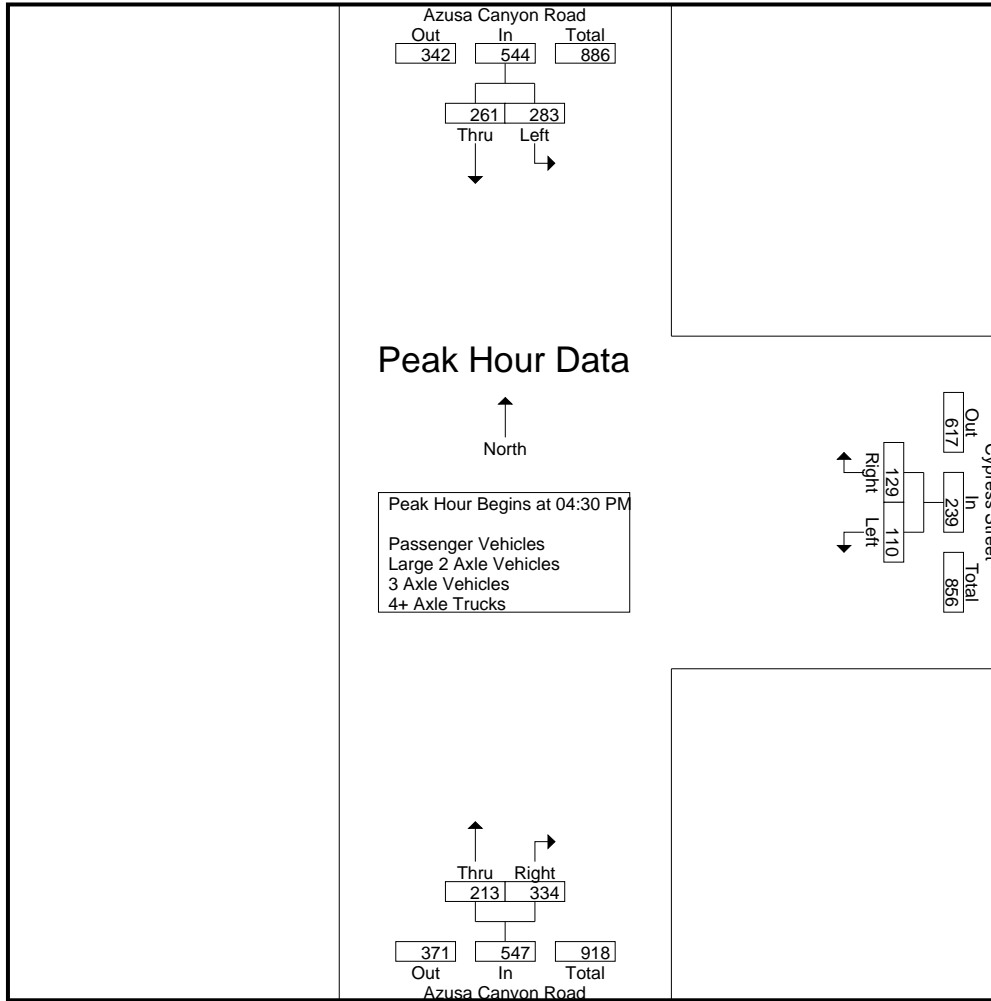 Azusa Canyon Road
Out In Total
342 544 886
261 283
Thru Left
Peak Hour Data
North
Peak Hour Begins at 04:30 PM
Passenger Vehicles
Large 2 Axle Vehicles
3 Axle Vehicles
4+ Axle Trucks
Cypress Street
Out In Total
617 239 856
129 110
Right Left
Thru Right
213 334
371 547 918
Out In Total
Azusa Canyon Road